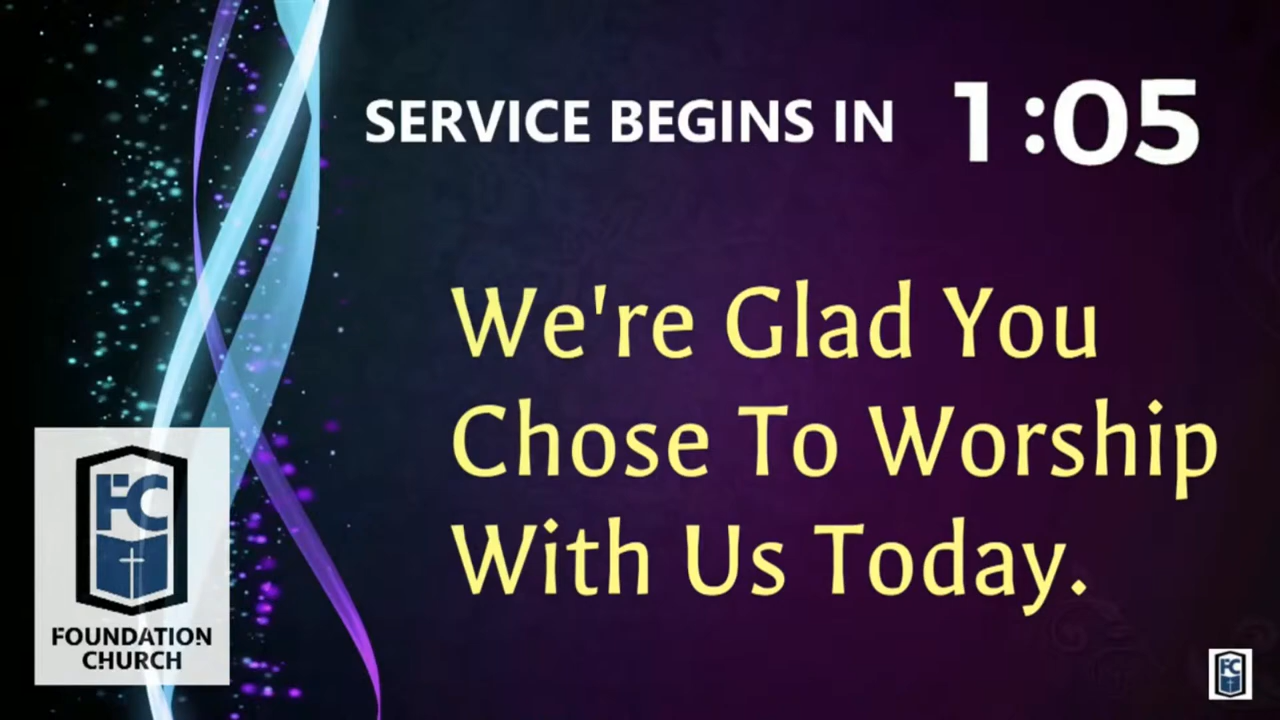 SERVICE BEGINS IN 1:05
We're Glad You
Chose To Worship
With Us Today.
FC
FOUNDATION
CHURCH
FC